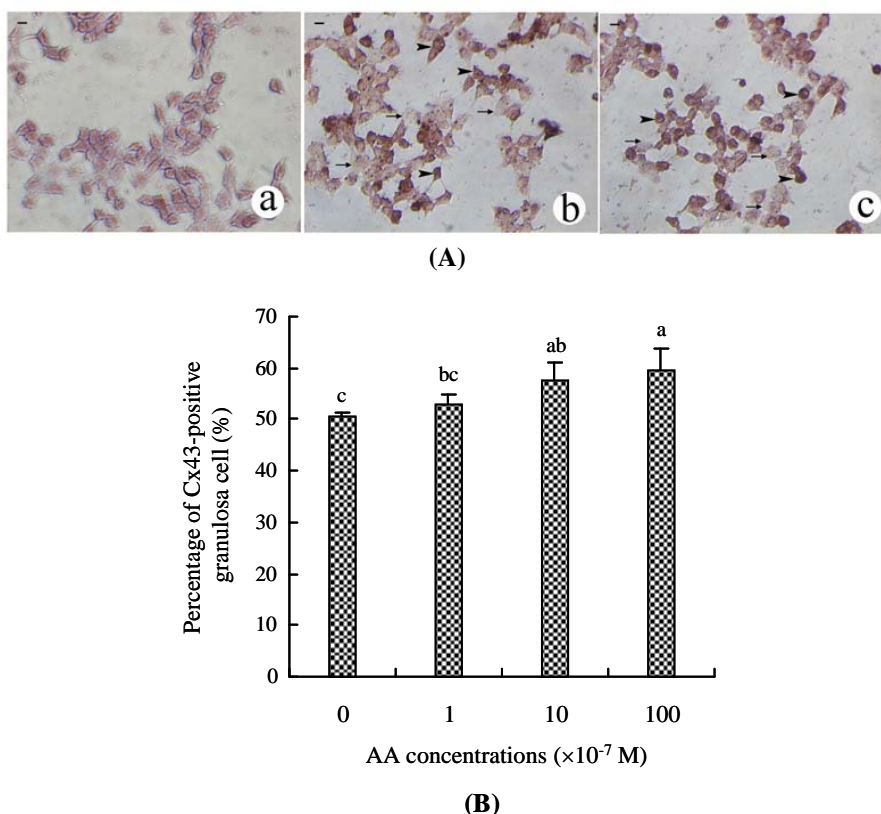 a
b
c
(A)
Percentage of Cx43-positive
granulosa cell (%)
70
60
50
40
30
20
10
0
c
bc
ab
a
0 1 10 100
AA concentrations (×10⁻⁷ M)
(B)